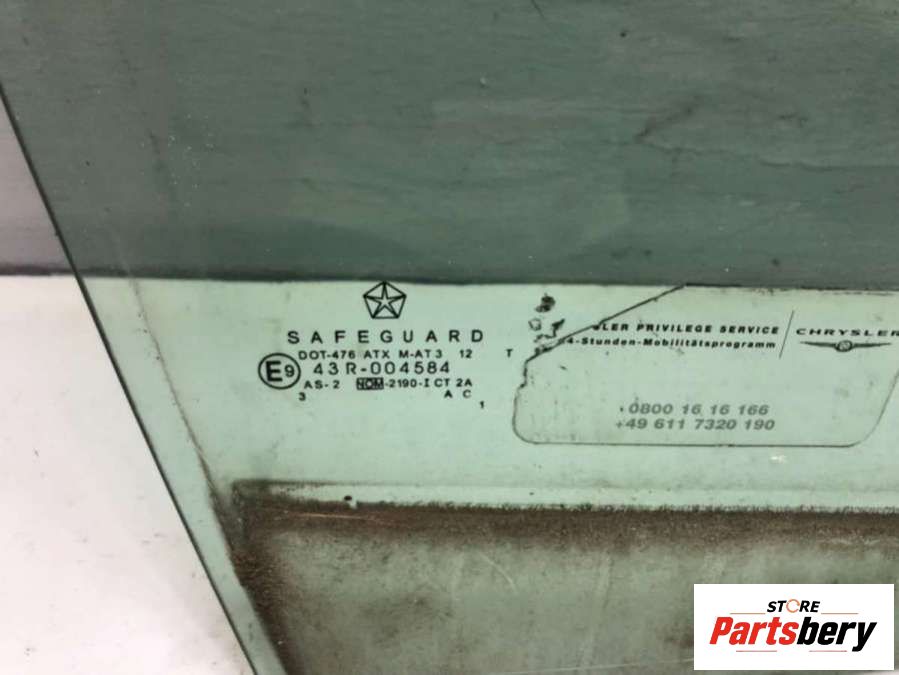 SAFEGUARD
DOT-476 ATX M-AT3 12 T
E9 43R-004584
AS-2 NOM-2190-I CT 2A
3 A C
1
LER PRIVILEGE SERVICE
4-Stunden-Mobilitätsprogramm
CHRYSLER
0800 16 16 166
+49 611 7320 190
STORE
Partsbery